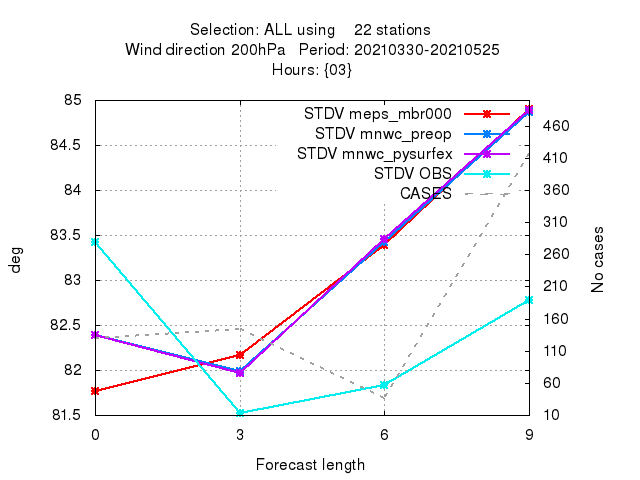 Selection: ALL using 22 stations
Wind direction 200hPa Period: 20210330-20210525
Hours: {03}
85
84.5
84
83.5
83
82.5
82
81.5
deg
STDV meps_mbr000
STDV mnwc_preop
STDV mnwc_pysurfex
STDV OBS
CASES
460
410
360
310
260
210
160
110
60
10
No cases
0 3 6 9
Forecast length